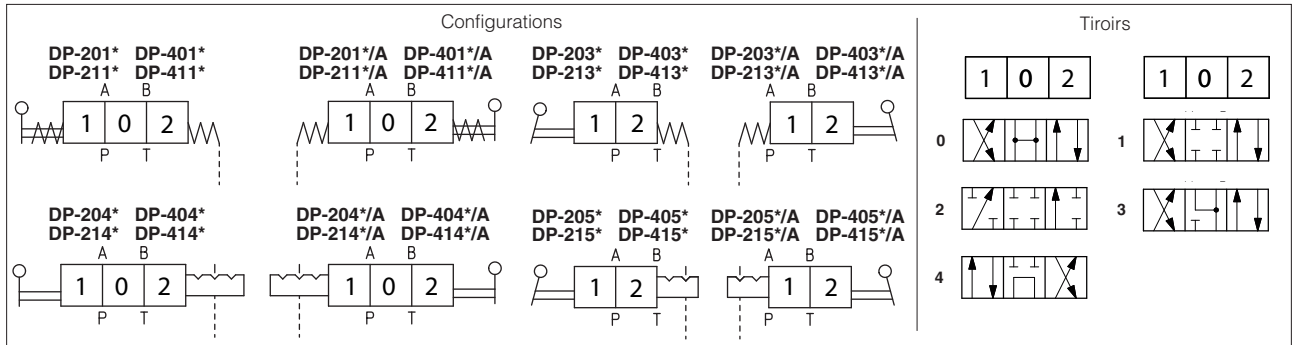 Configurations
Tiroirs
DP-201* DP-401*
DP-211* DP-411*
A B
1 0 2
P T
DP-201*/A DP-401*/A
DP-211*/A DP-411*/A
A B
1 0 2
P T
DP-203* DP-403*
DP-213* DP-413*
A B
1 2
P T
DP-203*/A DP-403*/A
DP-213*/A DP-413*/A
A B
1 2
P T
DP-204* DP-404*
DP-214* DP-414*
A B
1 0 2
P T
DP-204*/A DP-404*/A
DP-214*/A DP-414*/A
A B
1 0 2
P T
DP-205* DP-405*
DP-215* DP-415*
A B
1 2
P T
DP-205*/A DP-405*/A
DP-215*/A DP-415*/A
A B
1 2
P T
1 0 2
1 0 2
0
1
2
3
4